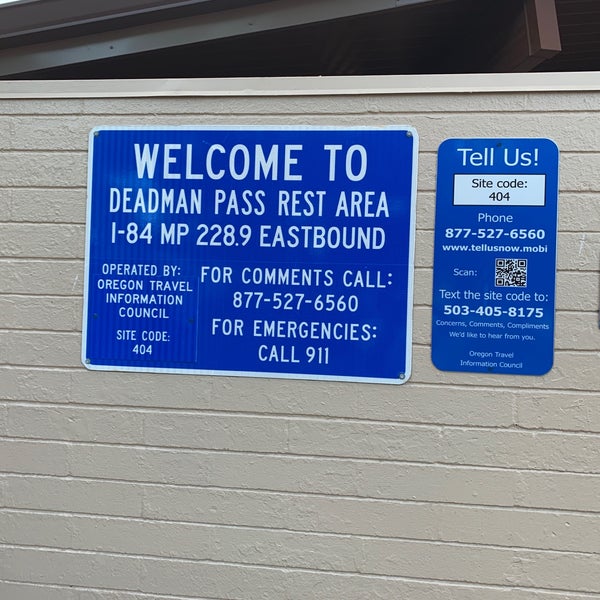 WELCOME TO
DEADMAN PASS REST AREA
I-84 MP 228.9 EASTBOUND
OPERATED BY:
OREGON TRAVEL
INFORMATION
COUNCIL
SITE CODE:
404
FOR COMMENTS CALL:
877-527-6560
FOR EMERGENCIES:
CALL 911
Tell Us!
Site code:
404
Phone
877-527-6560
www.tellusnow.mobi
Scan:
Text the site code to:
503-405-8175
Concerns, Comments, Compliments
We'd like to hear from you.
Oregon Travel
Information Council